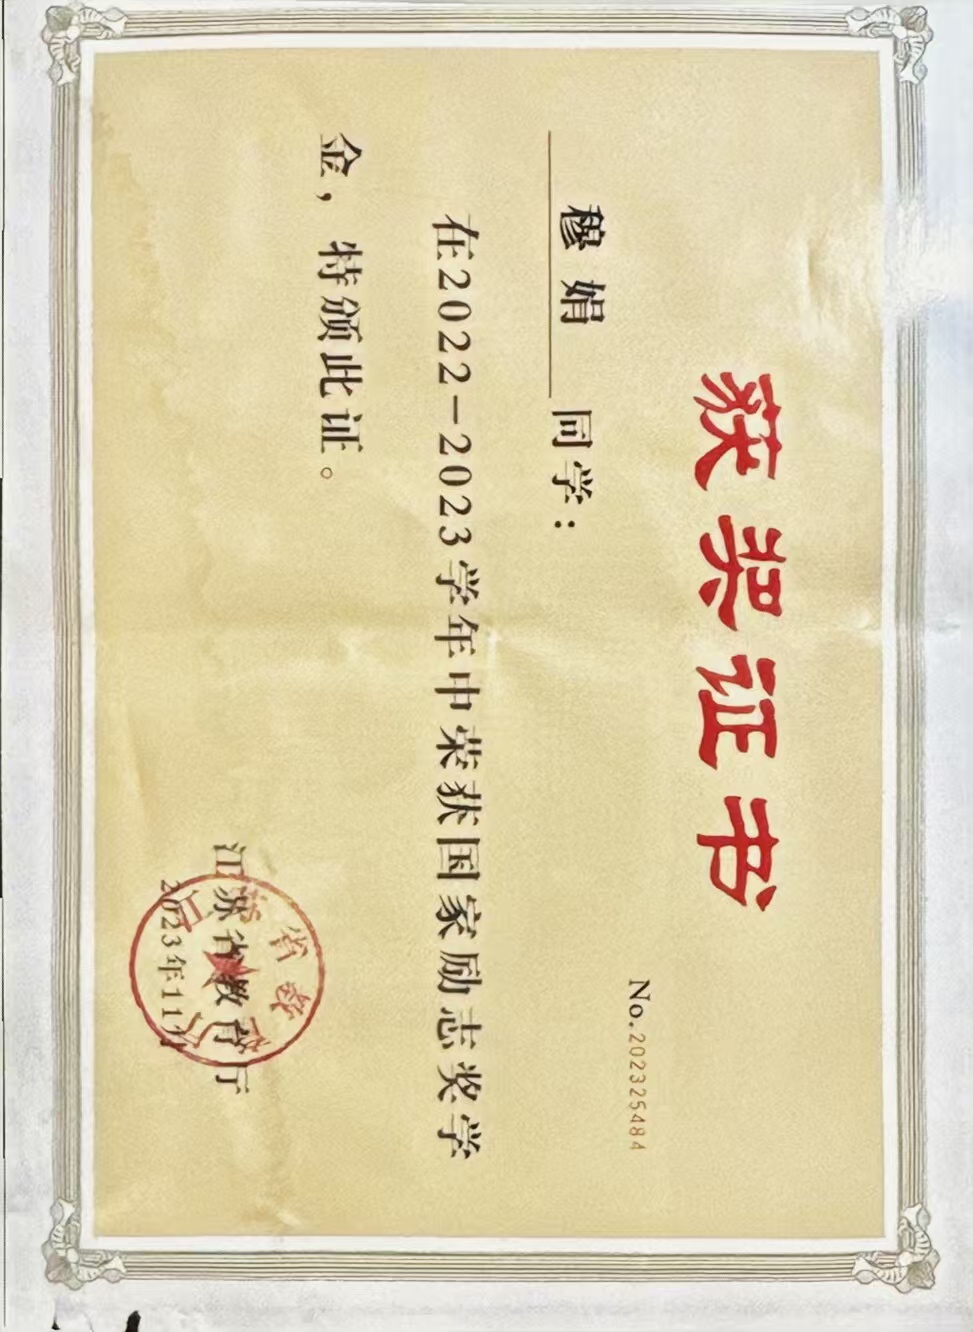 获奖证书
No.202325484
穆娟 同学：
在2022－2023学年中荣获国家励志奖学
金，特颁此证。
江苏省教育厅
2023年11月